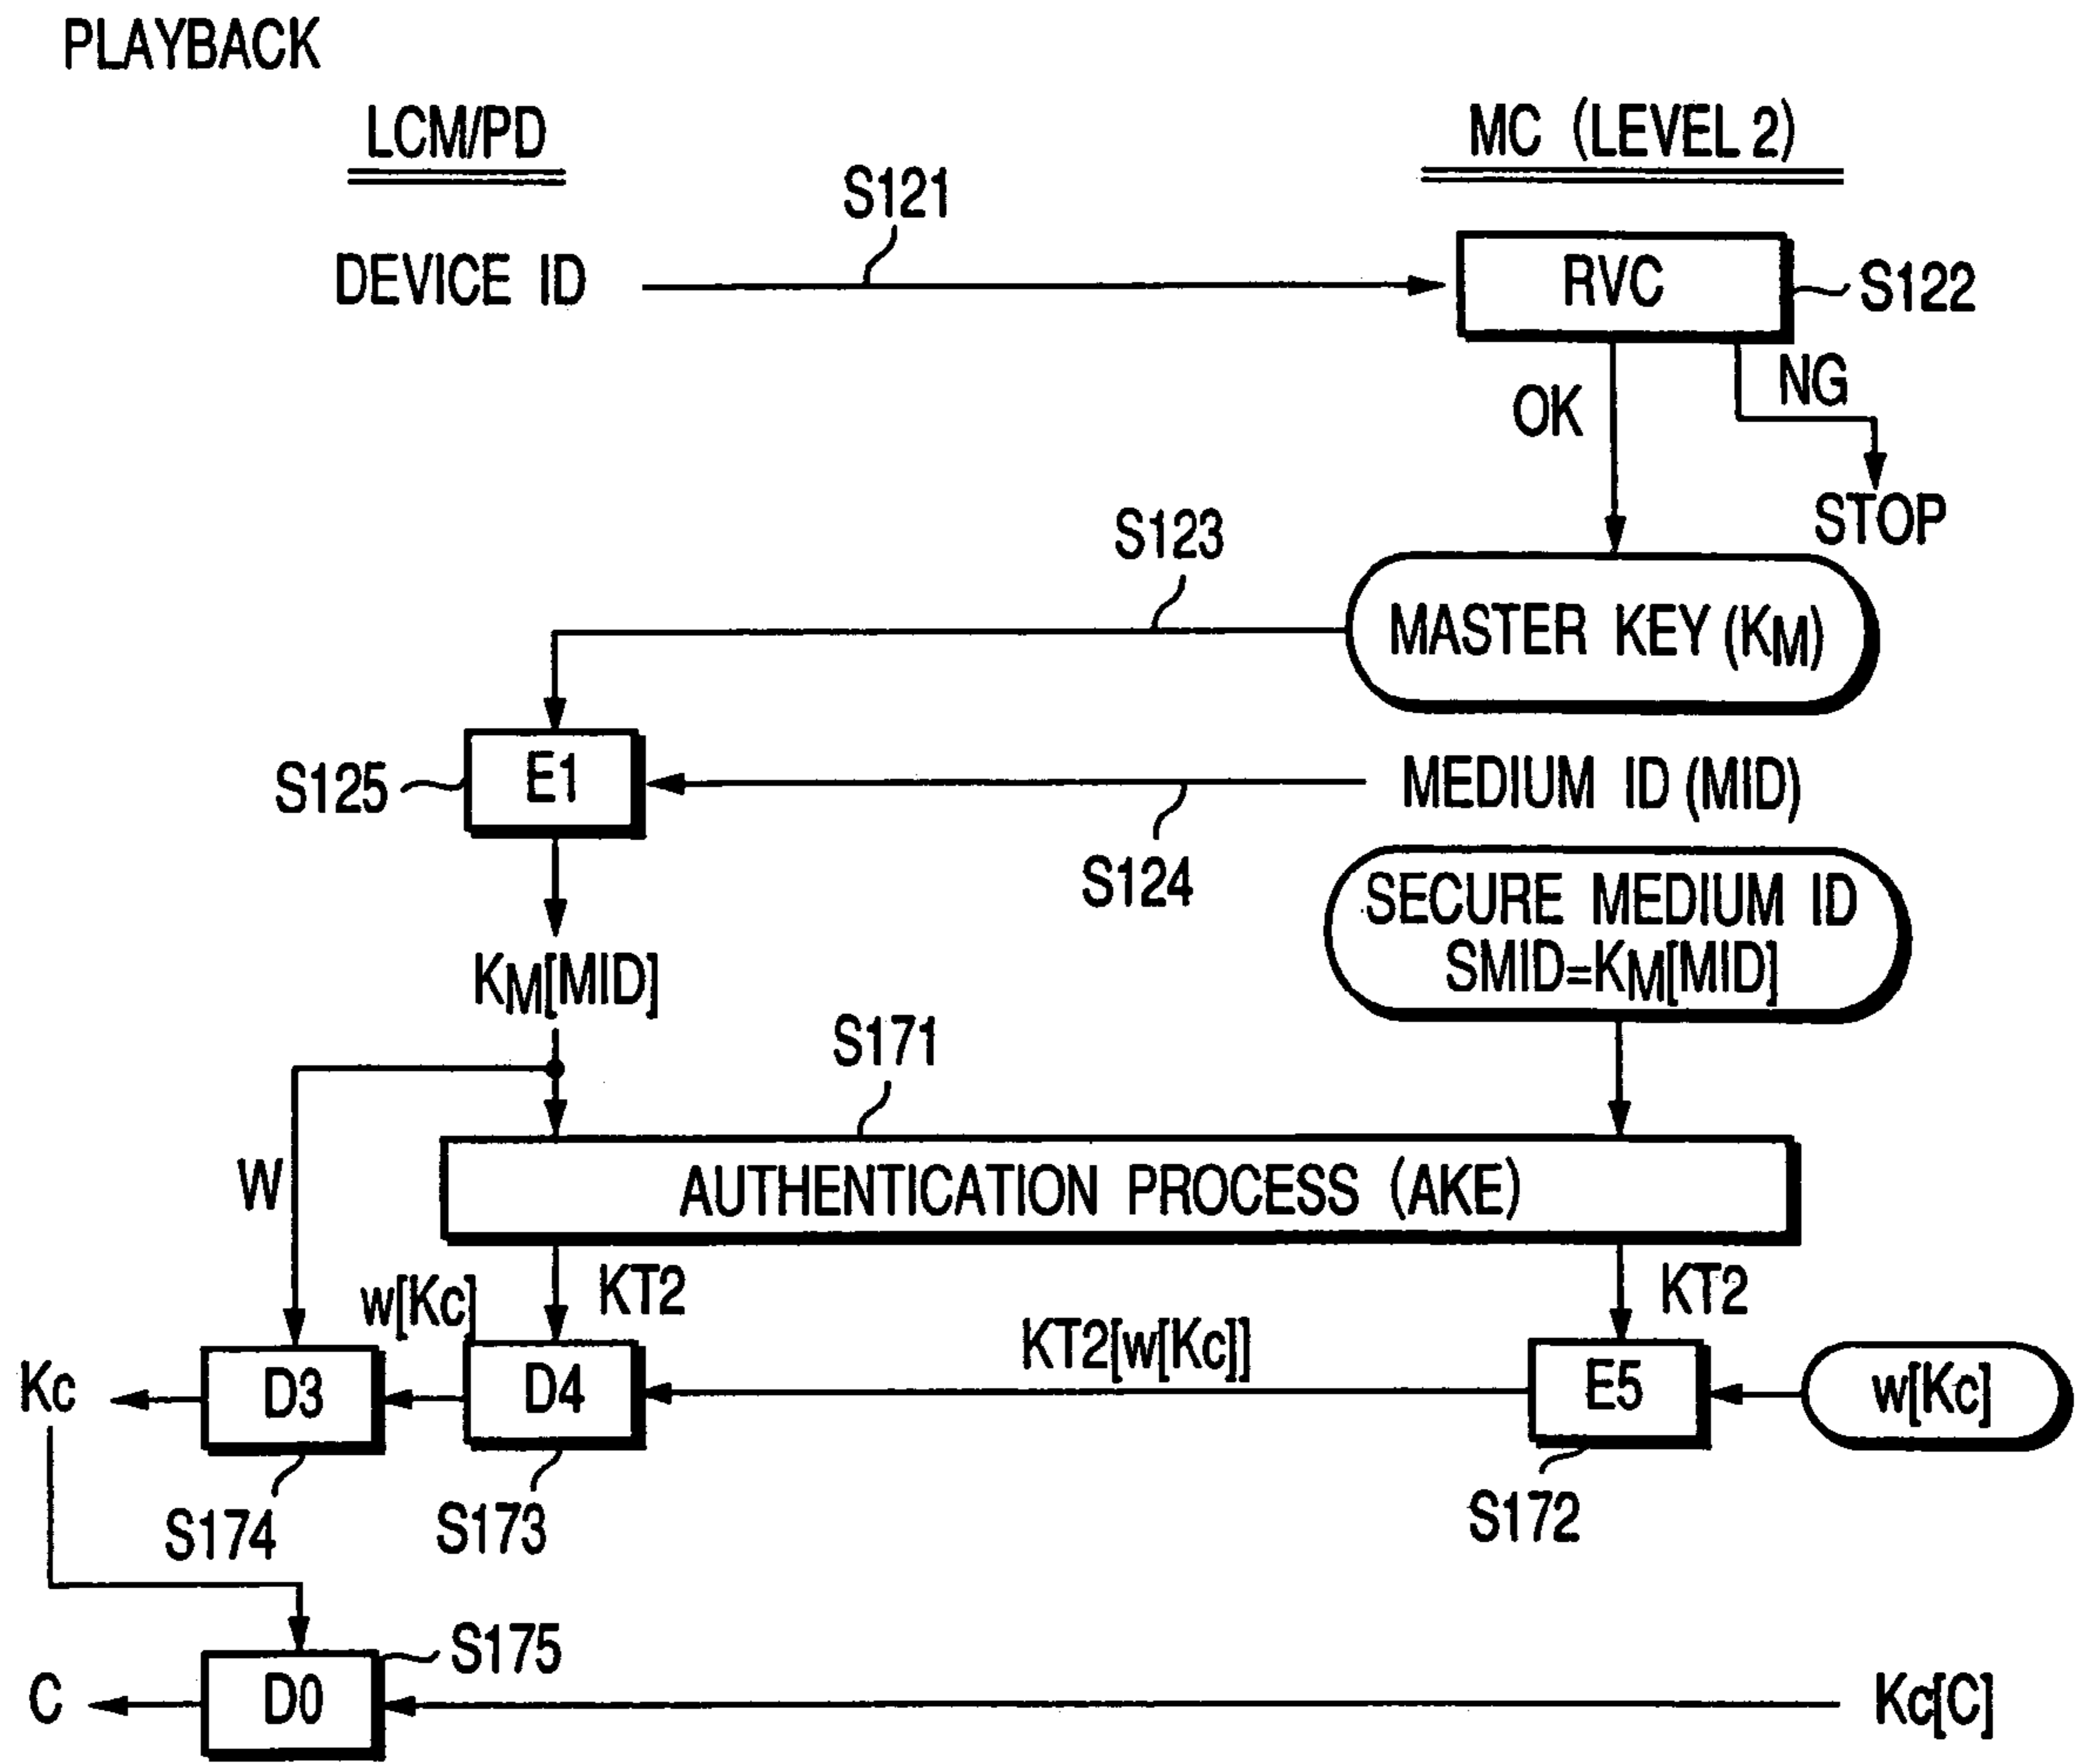 PLAYBACK
LCM/PD
MC (LEVEL 2)
S121
DEVICE ID
RVC
S122
OK
NG
STOP
S123
MASTER KEY (KM)
E1
S125
MEDIUM ID (MID)
S124
SECURE MEDIUM ID
SMID=KM[MID]
KM[MID]
S171
W
AUTHENTICATION PROCESS (AKE)
w[Kc]
KT2
KT2
KT2[w[Kc]]
Kc
D3
D4
E5
w[Kc]
S174
S173
S172
S175
C
D0
Kc[C]